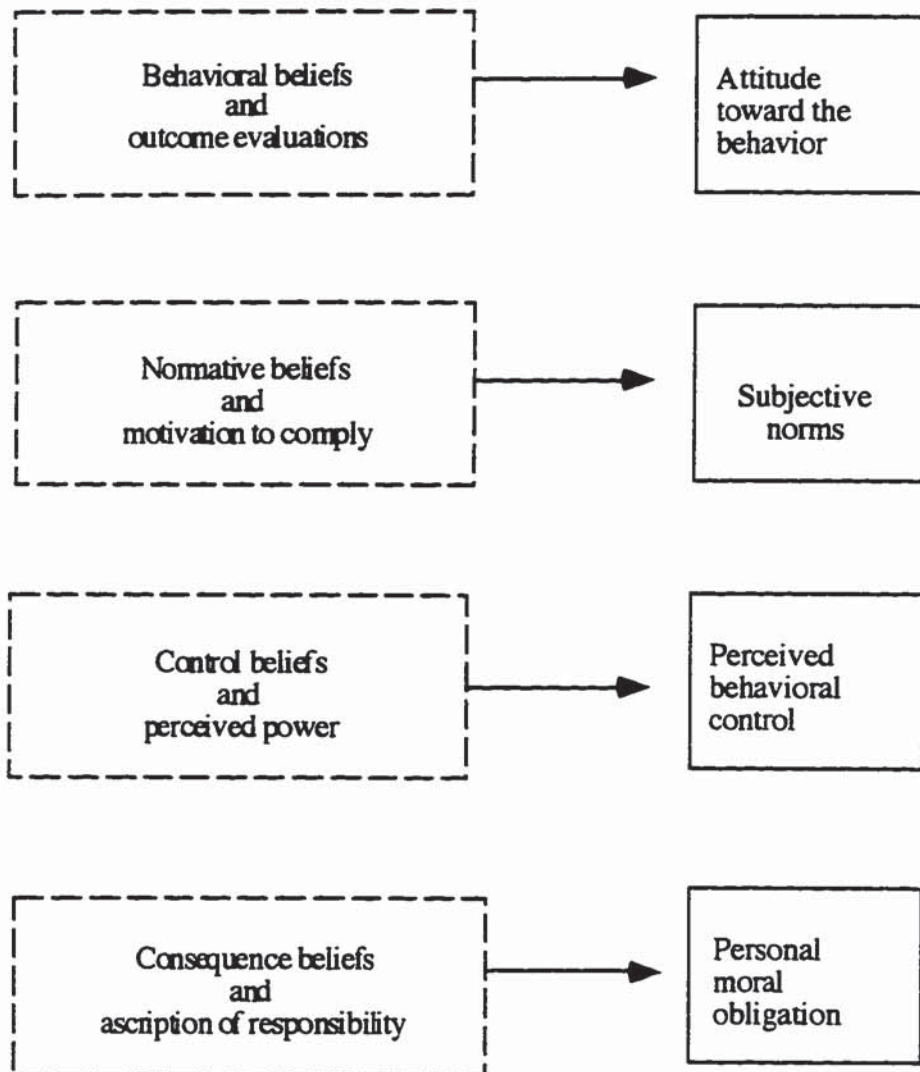 Behavioral beliefs
and
outcome evaluations
Attitude
toward the
behavior
Normative beliefs
and
motivation to comply
Subjective
norms
Control beliefs
and
perceived power
Perceived
behavioral
control
Consequence beliefs
and
ascription of responsibility
Personal
moral
obligation